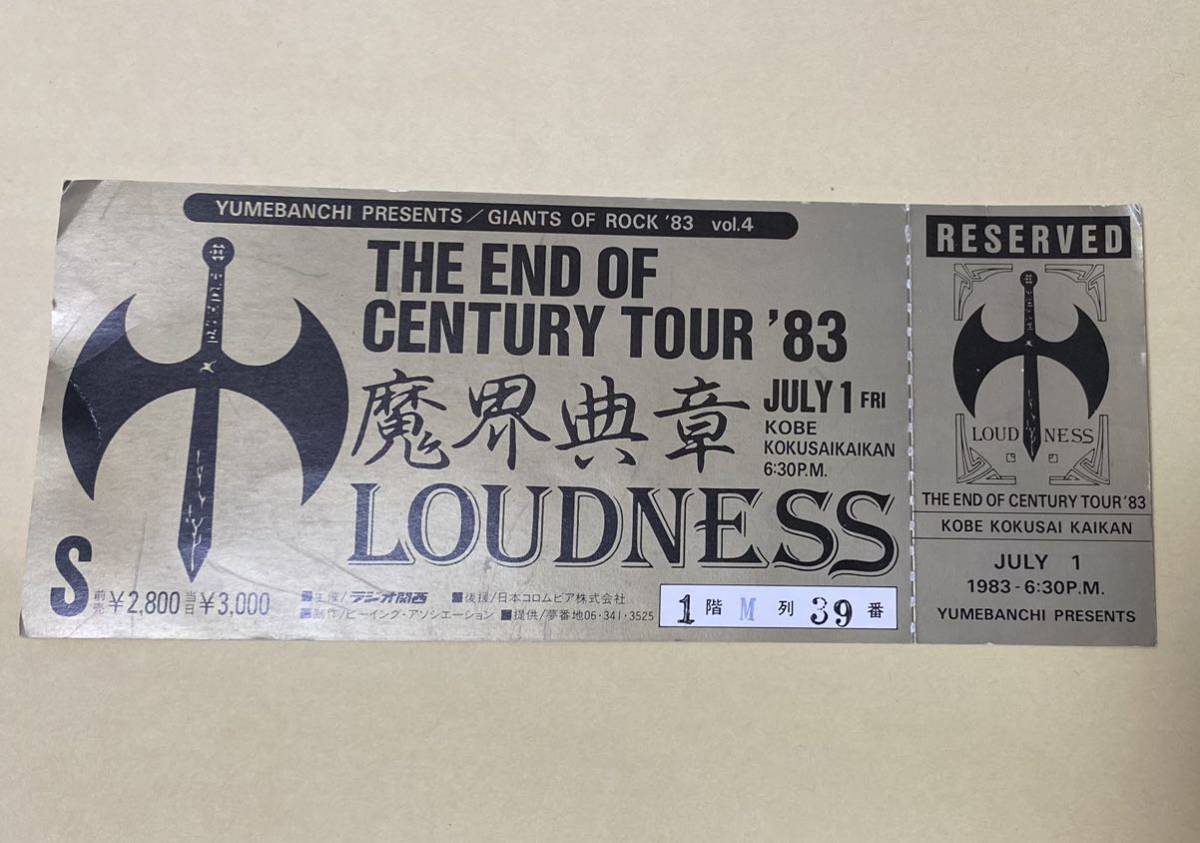 YUMEBANCHI PRESENTS/GIANTS OF ROCK '83 vol.4
THE END OF
CENTURY TOUR '83
魔界典章
JULY 1 FRI
KOBE
KOKUSAIKAIKAN
6:30P.M.
LOUDNESS
S
前売¥2,800 当日¥3,000
■主催/ラジオ関西 ■後援/日本コロムビア株式会社
■制作/ビーイング・アソシエーション ■提供/夢番地06・341・3525
1階 M 列 39 番
RESERVED
LOUDNESS
THE END OF CENTURY TOUR '83
KOBE KOKUSAI KAIKAN
JULY 1
1983-6:30P.M.
YUMEBANCHI PRESENTS